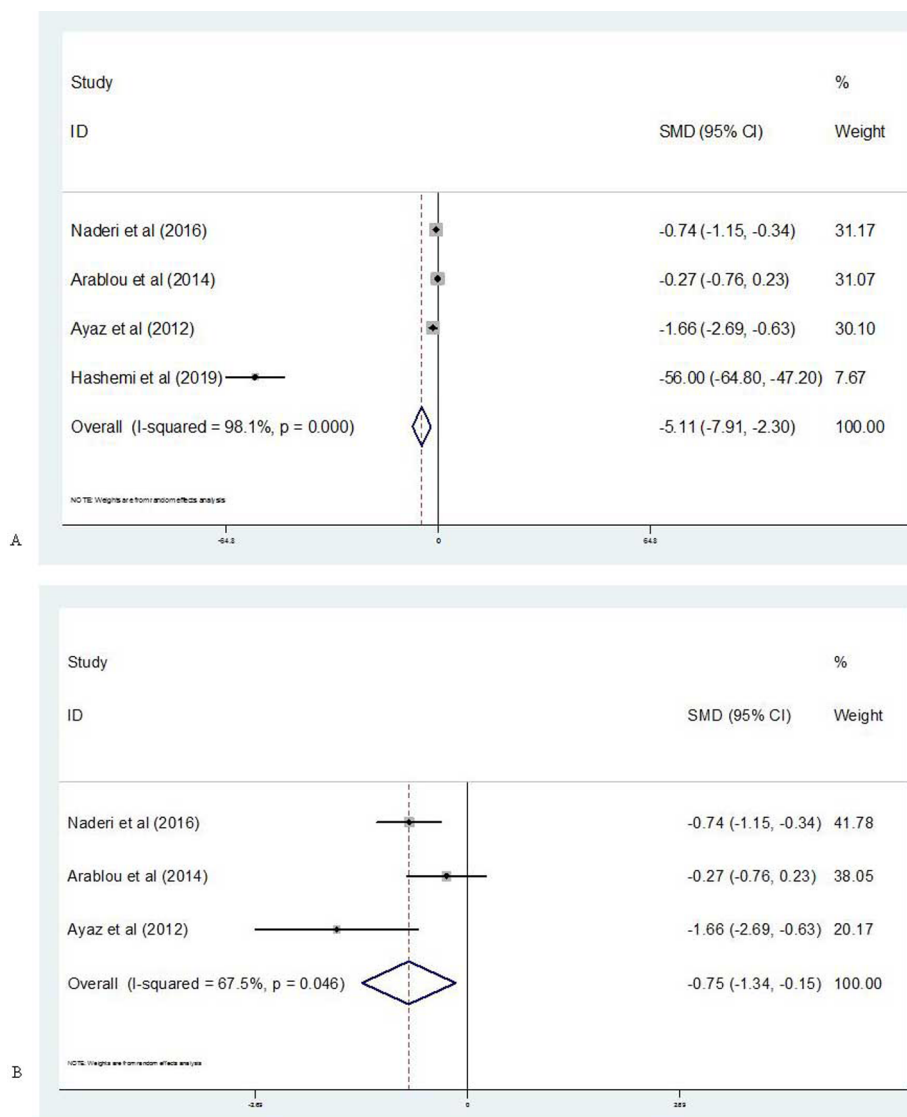 Study %
ID SMD (95% CI) Weight
Naderi et al (2016) -0.74 (-1.15, -0.34) 31.17
Arablou et al (2014) -0.27 (-0.76, 0.23) 31.07
Ayaz et al (2012) -1.66 (-2.69, -0.63) 30.10
Hashemi et al (2019) -56.00 (-64.80, -47.20) 7.67
Overall (I-squared = 98.1%, p = 0.000) -5.11 (-7.91, -2.30) 100.00
NOTE: Weights are from random effects analysis
A
-64.8 0 64.8
Study %
ID SMD (95% CI) Weight
Naderi et al (2016) -0.74 (-1.15, -0.34) 41.78
Arablou et al (2014) -0.27 (-0.76, 0.23) 38.05
Ayaz et al (2012) -1.66 (-2.69, -0.63) 20.17
Overall (I-squared = 67.5%, p = 0.046) -0.75 (-1.34, -0.15) 100.00
NOTE: Weights are from random effects analysis
B
-2.69 0 2.69